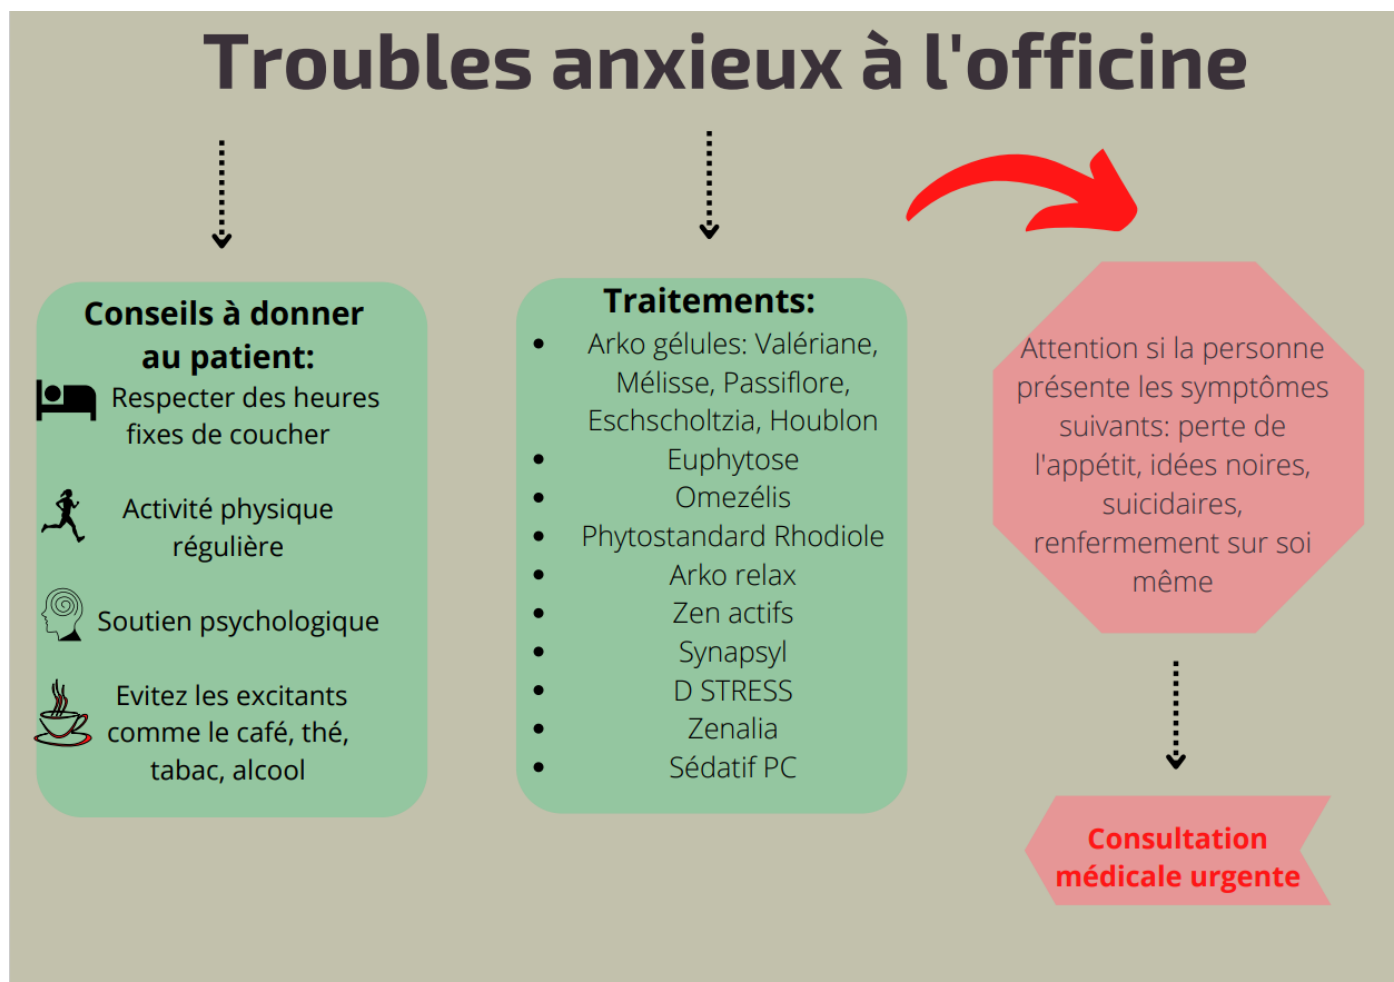 Troubles anxieux à l'officine
Conseils à donner
au patient:
Respecter des heures
fixes de coucher
Activité physique
régulière
Soutien psychologique
Evitez les excitants
comme le café, thé,
tabac, alcool
Traitements:
• Arko gélules: Valériane,
Mélisse, Passiflore,
Eschscholtzia, Houblon
• Euphytose
• Omezélis
• Phytostandard Rhodiole
• Arko relax
• Zen actifs
• Synapsyl
• D STRESS
• Zenalia
• Sédatif PC
Attention si la personne
présente les symptômes
suivants: perte de
l'appétit, idées noires,
suicidaires,
renfermement sur soi
même
Consultation
médicale urgente